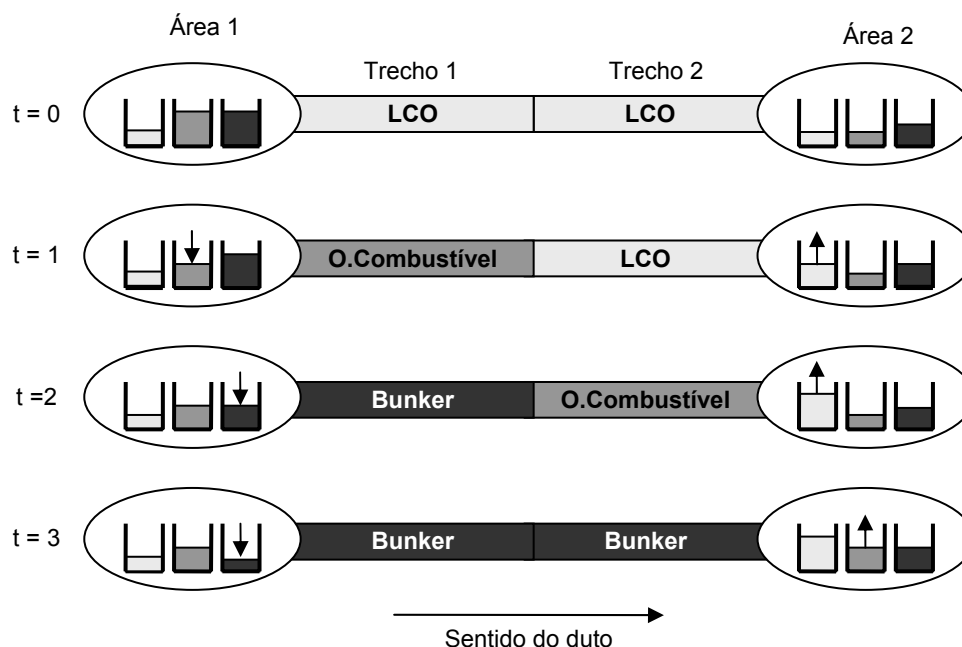 Área 1
Área 2
Trecho 1
Trecho 2
t = 0
LCO
LCO
t = 1
O.Combustível
LCO
t =2
Bunker
O.Combustível
t = 3
Bunker
Bunker
Sentido do duto